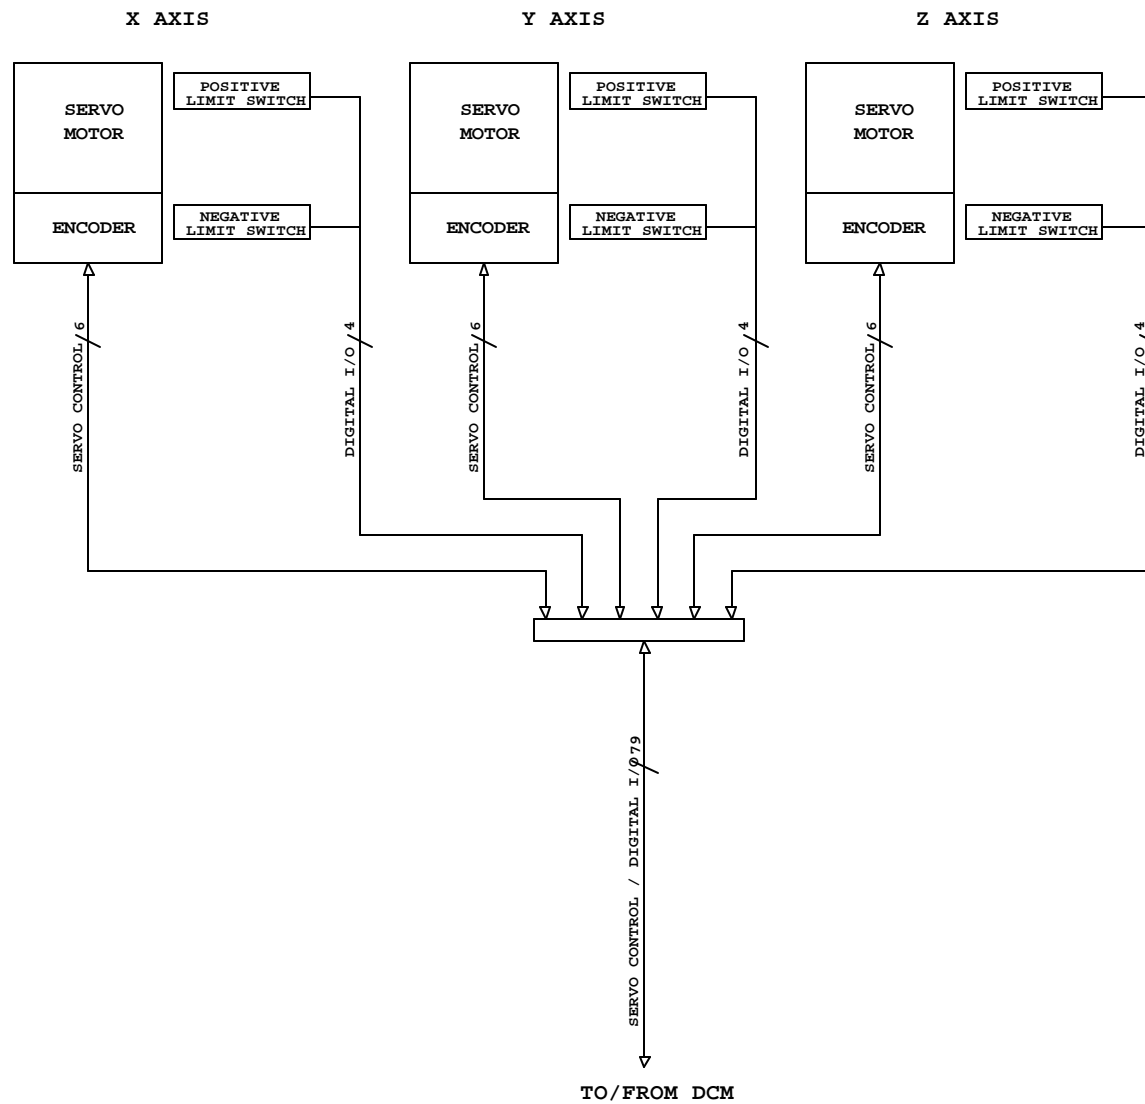 X AXIS
Y AXIS
Z AXIS
SERVO
MOTOR
ENCODER
POSITIVE
LIMIT SWITCH
NEGATIVE
LIMIT SWITCH
SERVO CONTROL 6
DIGITAL I/O 4
SERVO
MOTOR
ENCODER
POSITIVE
LIMIT SWITCH
NEGATIVE
LIMIT SWITCH
SERVO CONTROL 6
DIGITAL I/O 4
SERVO
MOTOR
ENCODER
POSITIVE
LIMIT SWITCH
NEGATIVE
LIMIT SWITCH
SERVO CONTROL 6
DIGITAL I/O 4
SERVO CONTROL / DIGITAL I/O 79
TO/FROM DCM